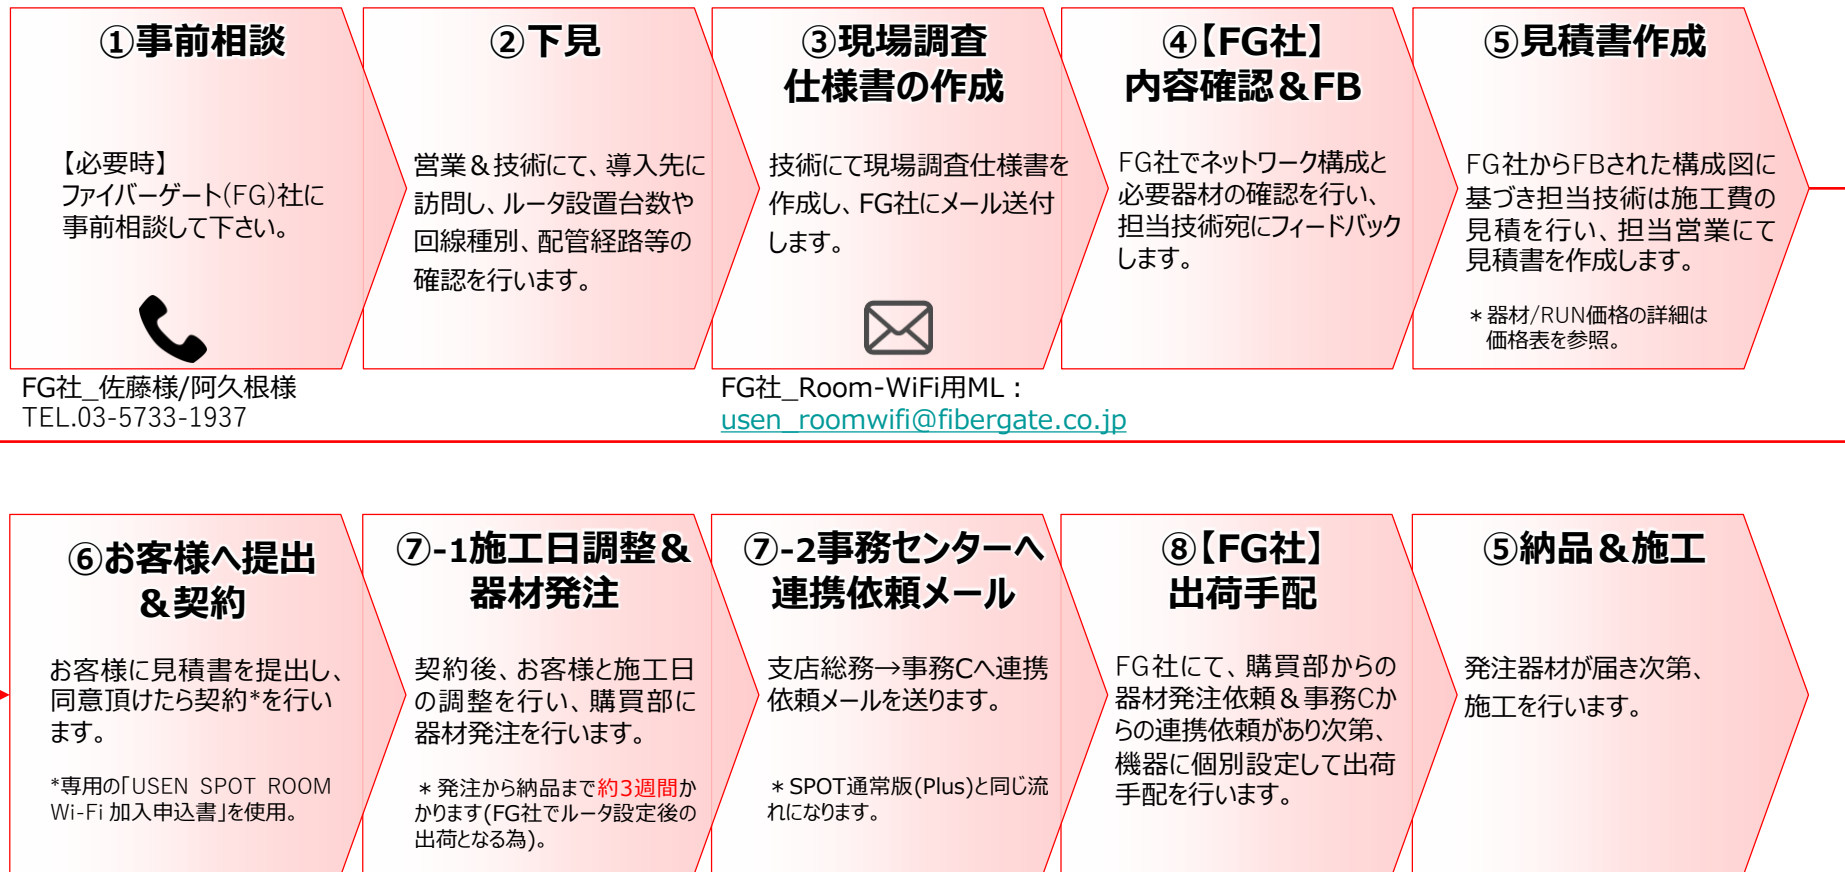 ①事前相談
【必要時】
ファイバーゲート(FG)社に
事前相談して下さい。
FG社_佐藤様/阿久根様
TEL.03-5733-1937
②下見
営業＆技術にて、導入先に
訪問し、ルータ設置台数や
回線種別、配管経路等の
確認を行います。
③現場調査
仕様書の作成
技術にて現場調査仕様書を
作成し、FG社にメール送付
します。
FG社_Room-WiFi用ML：
usen_roomwifi@fibergate.co.jp
④【FG社】
内容確認＆FB
FG社でネットワーク構成と
必要器材の確認を行い、
担当技術宛にフィードバック
します。
⑤見積書作成
FG社からFBされた構成図に
基づき担当技術は施工費の
見積を行い、担当営業にて
見積書を作成します。
＊器材/RUN価格の詳細は
価格表を参照。
⑥お客様へ提出
＆契約
お客様に見積書を提出し、
同意頂けたら契約*を行い
ます。
*専用の「USEN SPOT ROOM
Wi-Fi 加入申込書」を使用。
⑦-1施工日調整＆
器材発注
契約後、お客様と施工日
の調整を行い、購買部に
器材発注を行います。
＊発注から納品まで約3週間か
かります(FG社でルータ設定後の
出荷となる為)。
⑦-2事務センターへ
連携依頼メール
支店総務→事務Cへ連携
依頼メールを送ります。
＊SPOT通常版(Plus)と同じ流
れになります。
⑧【FG社】
出荷手配
FG社にて、購買部からの
器材発注依頼＆事務Cか
らの連携依頼があり次第、
機器に個別設定して出荷
手配を行います。
⑤納品＆施工
発注器材が届き次第、
施工を行います。